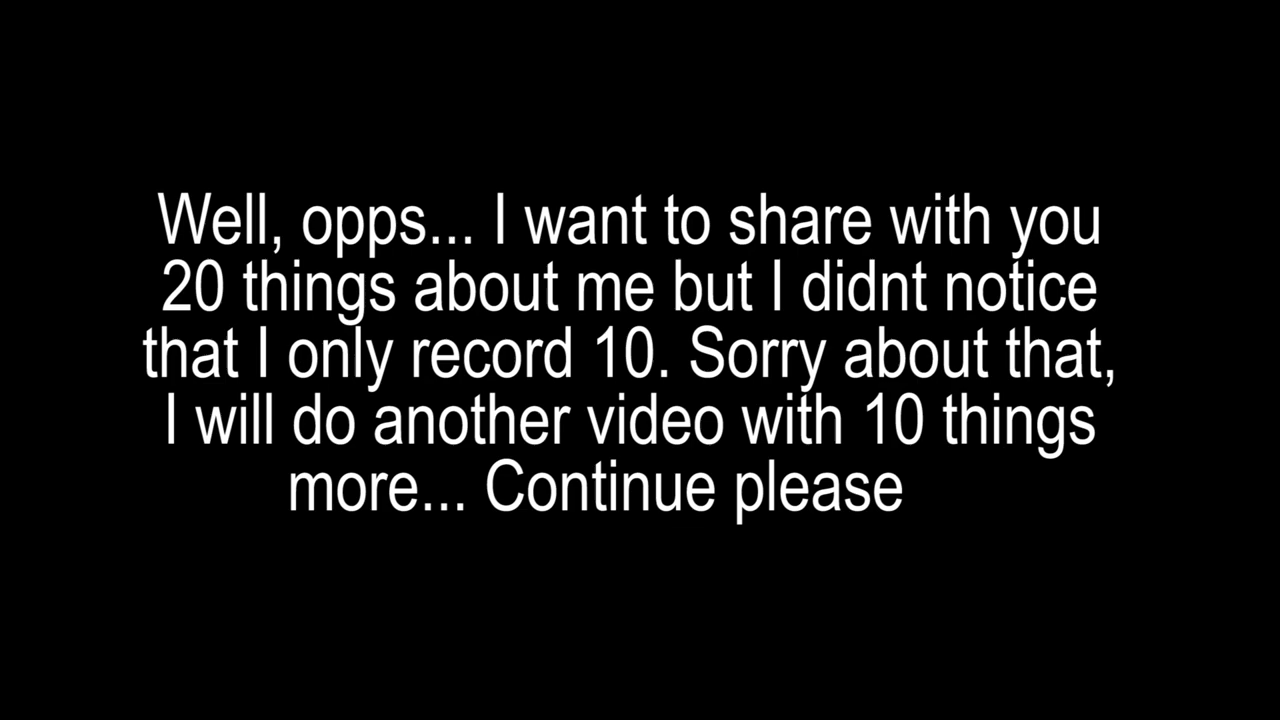 Well, opps... I want to share with you
20 things about me but I didnt notice
that I only record 10. Sorry about that,
I will do another video with 10 things
more... Continue please